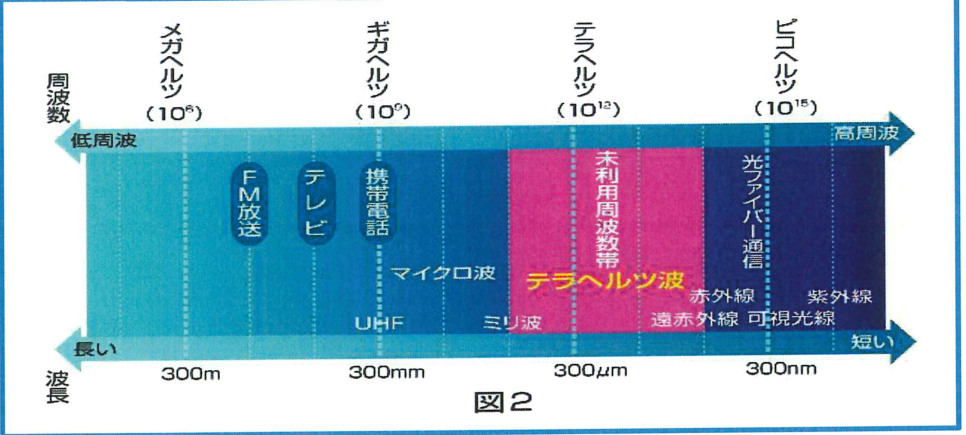 メガヘルツ
(10⁶)
ギガヘルツ
(10⁹)
テラヘルツ
(10¹²)
ピコヘルツ
(10¹⁵)
周波数
低周波
高周波
FM放送
テレビ
携帯電話
未利用周波数帯
光ファイバー通信
マイクロ波
テラヘルツ波
赤外線
紫外線
UHF
ミリ波
遠赤外線
可視光線
長い
短い
波長
300m
300mm
300μm
300nm
図2